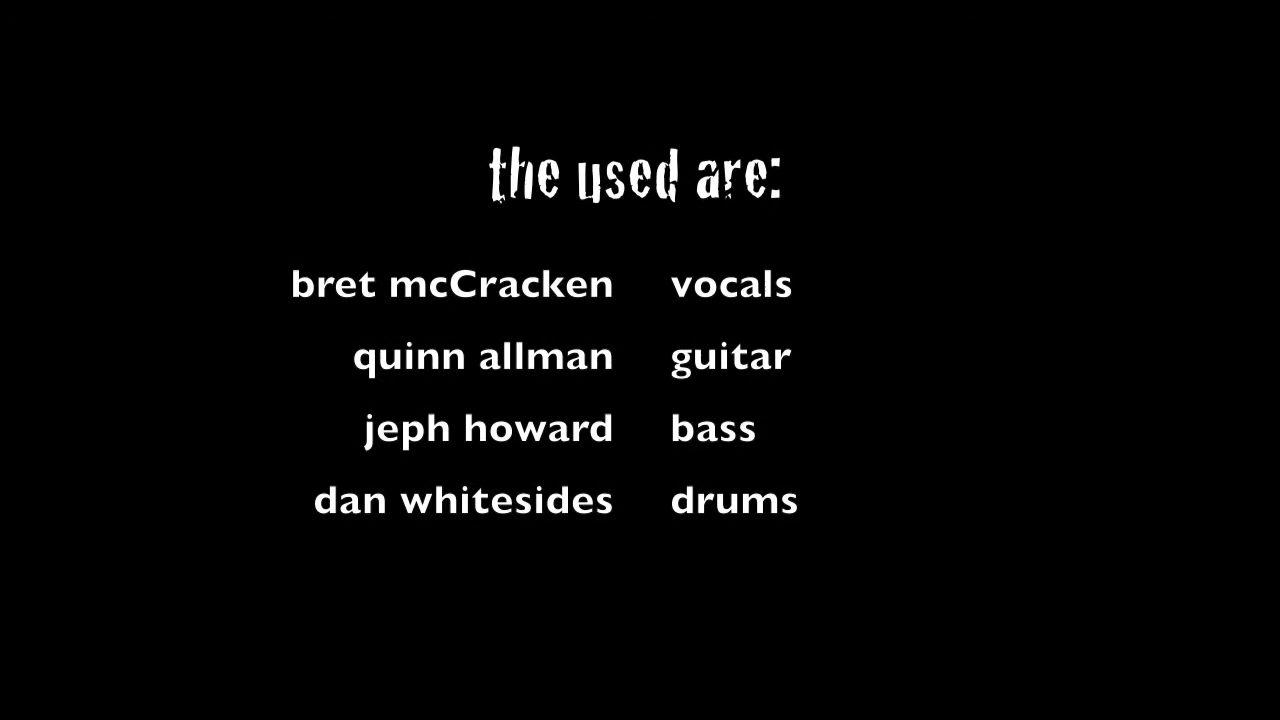 the used are:
bret mcCracken vocals
quinn allman guitar
jeph howard bass
dan whitesides drums